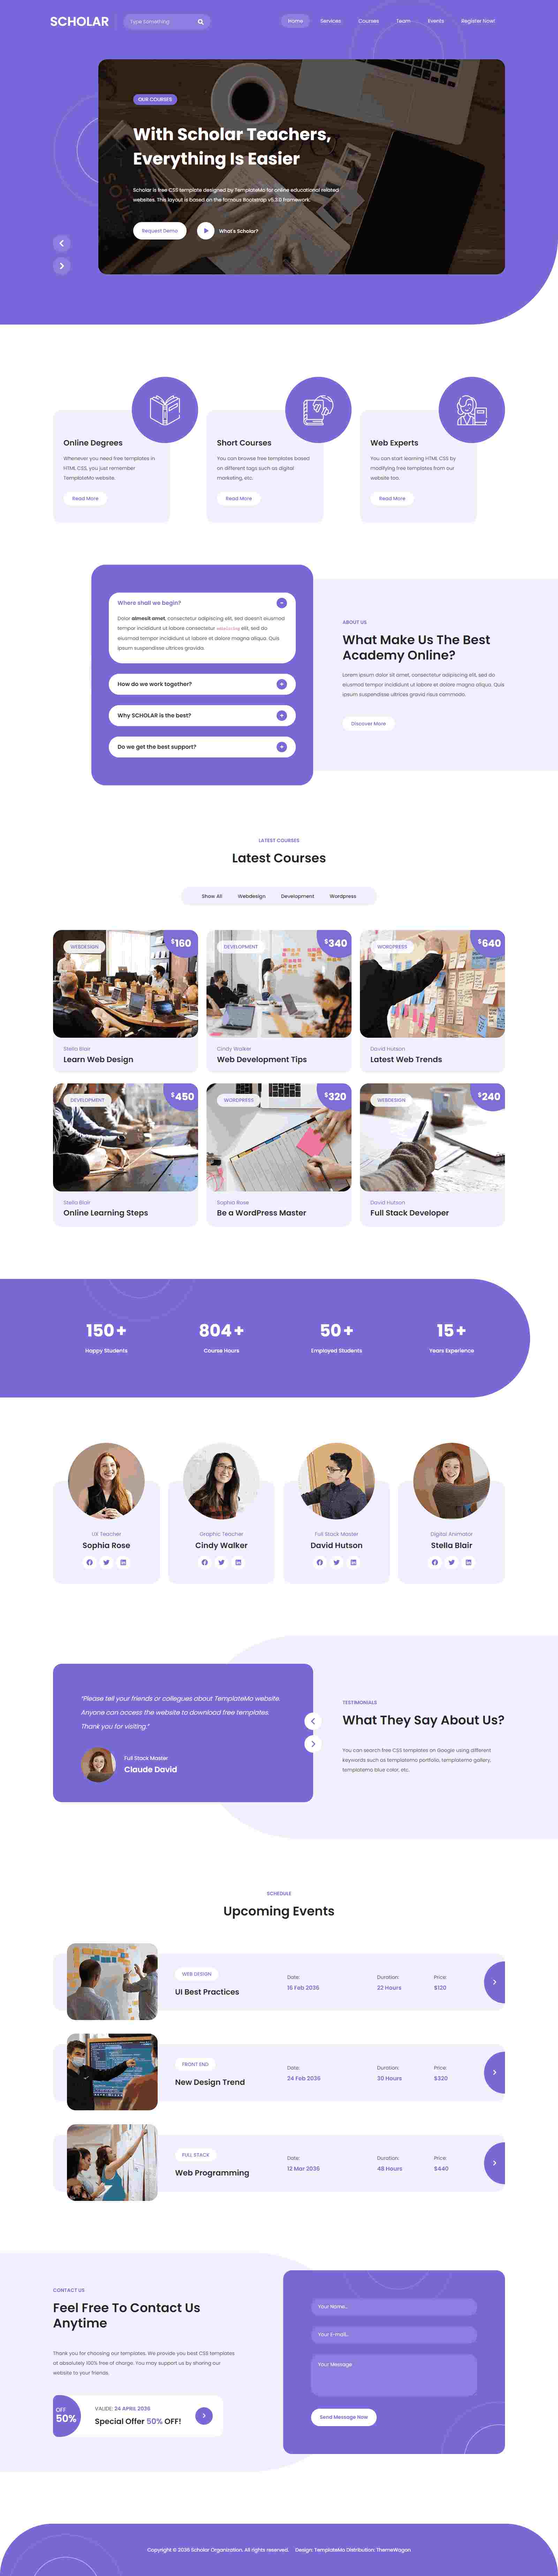 SCHOLAR
Type Something
Home Services Courses Team Events Register Now!
OUR COURSES
With Scholar Teachers,
Everything Is Easier
Scholar is free CSS template designed by TemplateMo for online educational related
websites. This layout is based on the famous Bootstrap v5.3.0 framework.
Request Demo
What's Scholar?
Online Degrees
Whenever you need free templates in
HTML CSS, you just remember
TemplateMo website.
Read More
Short Courses
You can browse free templates based
on different tags such as digital
marketing, etc.
Read More
Web Experts
You can start learning HTML CSS by
modifying free templates from our
website too.
Read More
Where shall we begin?
Dolor almesit amet, consectetur adipiscing elit, sed doesn't eiusmod
tempor incididunt ut labore consectetur elit, sed do
eiusmod tempor incididunt ut labore et dolore magna aliqua. Quis
ipsum suspendisse ultrices gravida.
How do we work together?
Why SCHOLAR is the best?
Do we get the best support?
ABOUT US
What Make Us The Best
Academy Online?
Lorem ipsum dolor sit amet, consectetur adipiscing elit, sed do
eiusmod tempor incididunt ut labore et dolore magna aliqua. Quis
ipsum suspendisse ultrices gravid risus commodo.
Discover More
LATEST COURSES
Latest Courses
Show All Webdesign Development Wordpress
WEBDESIGN
$160
Stella Blair
Learn Web Design
DEVELOPMENT
$340
Cindy Walker
Web Development Tips
WORDPRESS
$640
David Hutson
Latest Web Trends
DEVELOPMENT
$450
Stella Blair
Online Learning Steps
WORDPRESS
$320
Sophia Rose
Be a WordPress Master
WEBDESIGN
$240
David Hutson
Full Stack Developer
150+
Happy Students
804+
Course Hours
50+
Employed Students
15+
Years Experience
UX Teacher
Sophia Rose
Graphic Teacher
Cindy Walker
Full Stack Master
David Hutson
Digital Animator
Stella Blair
“Please tell your friends or collegues about TemplateMo website.
Anyone can access the website to download free templates.
Thank you for visiting.”
Full Stack Master
Claude David
TESTIMONIALS
What They Say About Us?
You can search free CSS templates on Google using different
keywords such as templatemo portfolio, templatemo gallery,
templatemo blue color, etc.
SCHEDULE
Upcoming Events
WEB DESIGN
UI Best Practices
Date:
16 Feb 2036
Duration:
22 Hours
Price:
$120
FRONT END
New Design Trend
Date:
24 Feb 2036
Duration:
30 Hours
Price:
$320
FULL STACK
Web Programming
Date:
12 Mar 2036
Duration:
48 Hours
Price:
$440
CONTACT US
Feel Free To Contact Us
Anytime
Thank you for choosing our templates. We provide you best CSS templates
at absolutely 100% free of charge. You may support us by sharing our
website to your friends.
OFF
50%
VALIDE: 24 APRIL 2036
Special Offer 50% OFF!
Your Name...
Your E-mail...
Your Message
Send Message Now
Copyright © 2036 Scholar Organization. All rights reserved. Design: TemplateMo Distribution: ThemeWagon